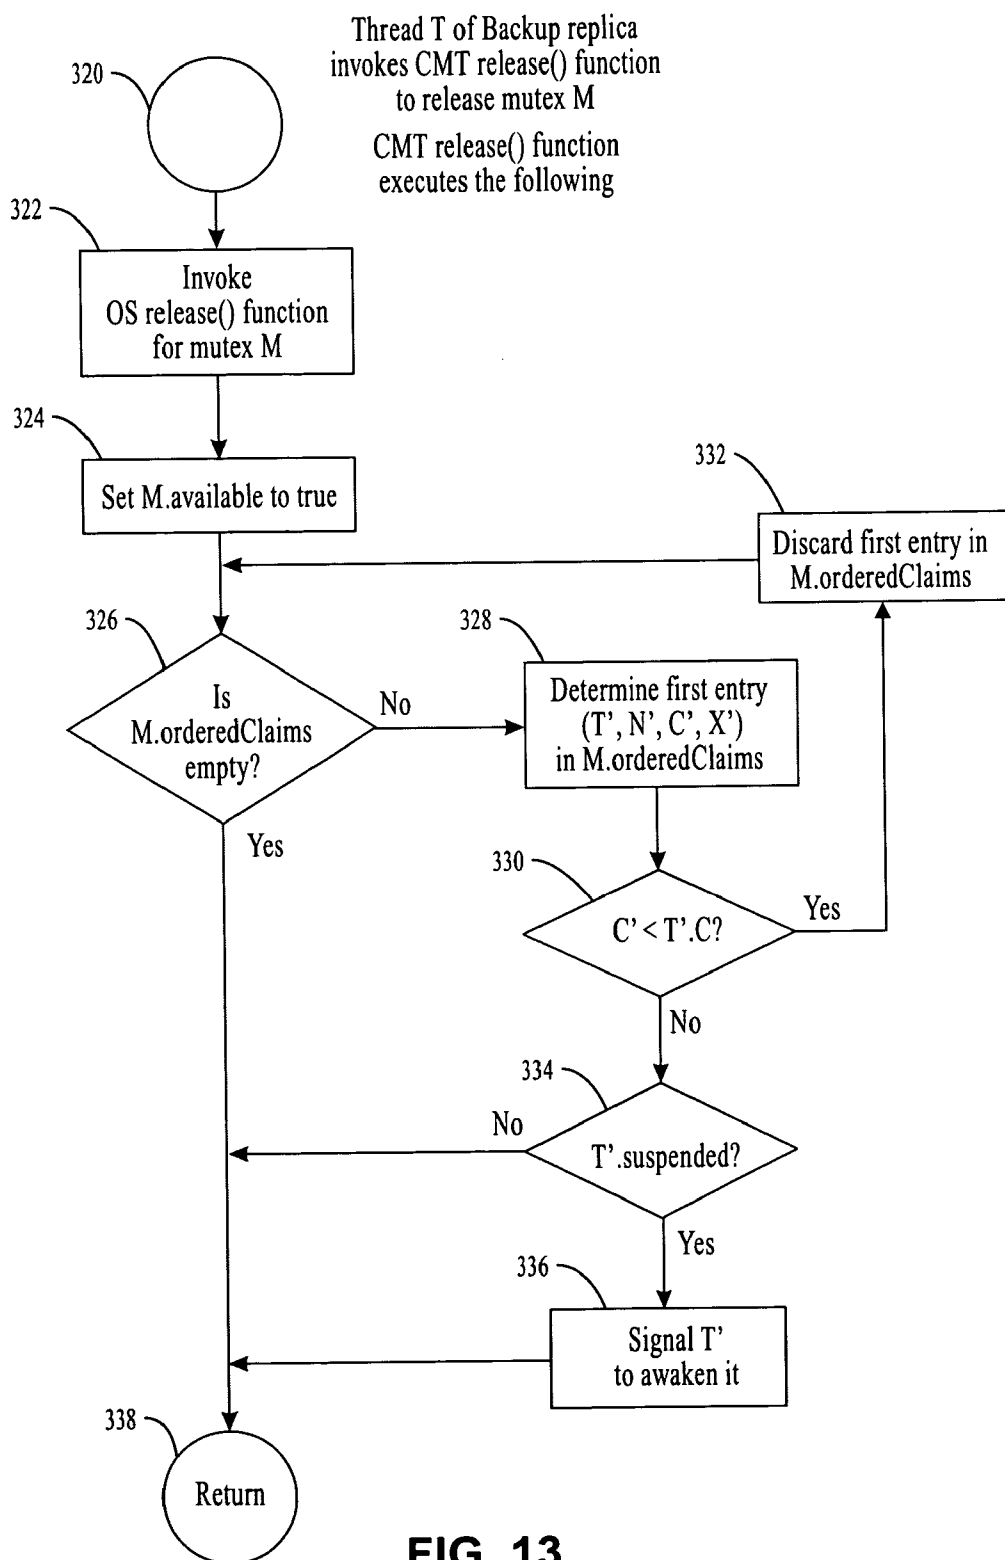 Thread T of Backup replica
invokes CMT release() function
to release mutex M
CMT release() function
executes the following
320
322
Invoke
OS release() function
for mutex M
324
Set M.available to true
332
Discard first entry in
M.orderedClaims
326
Is
M.orderedClaims
empty?
No
Yes
328
Determine first entry
(T’, N’, C’, X’)
in M.orderedClaims
330
C’ < T’.C?
Yes
No
334
T’.suspended?
No
Yes
336
Signal T’
to awaken it
338
Return
FIG. 13